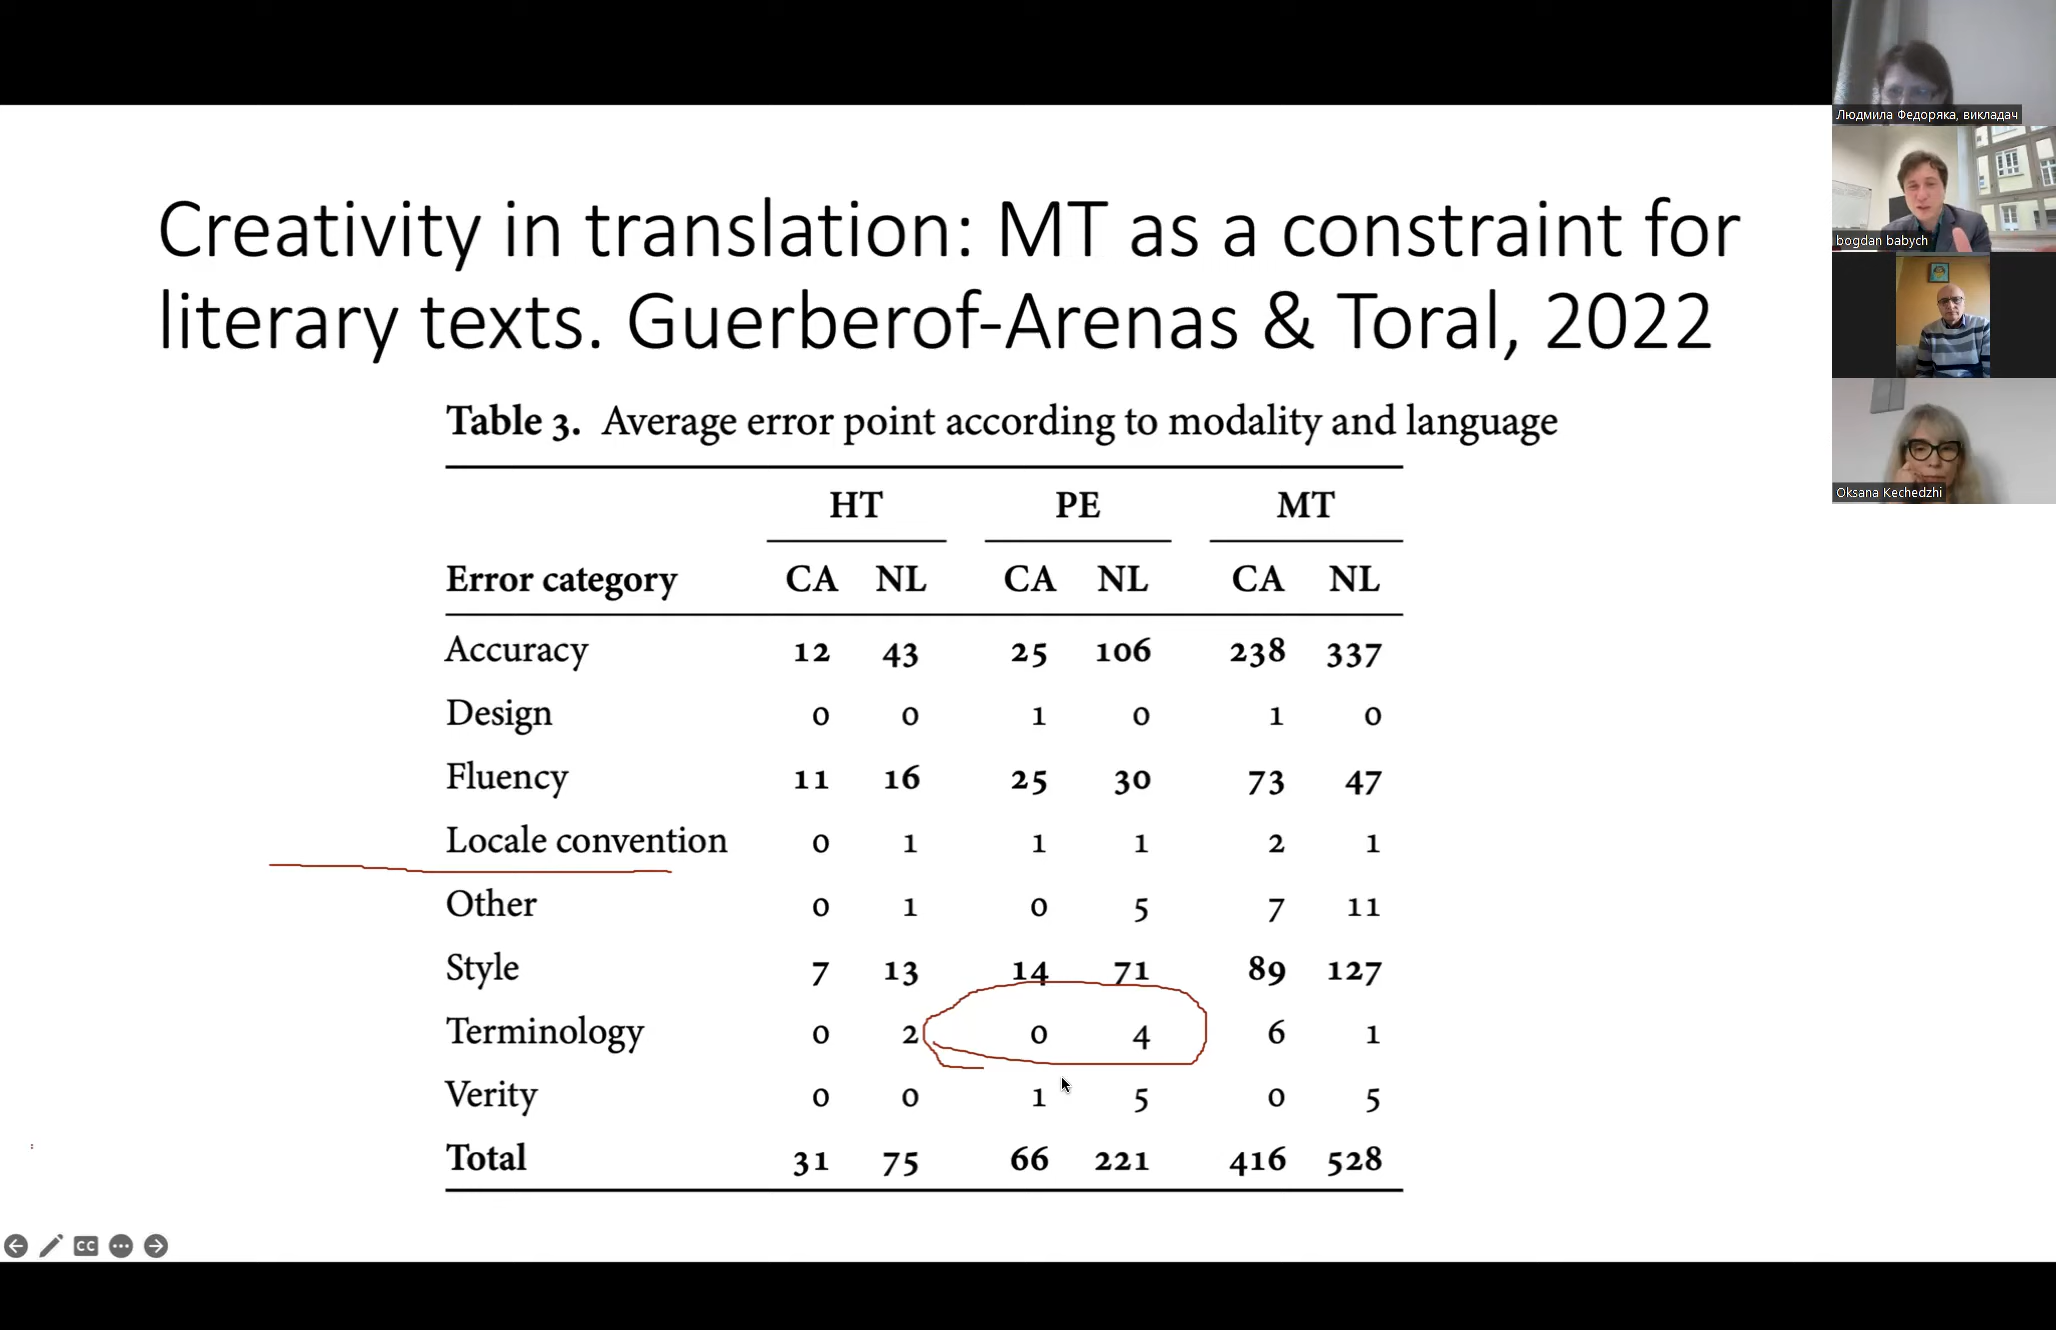 Creativity in translation: MT as a constraint for
literary texts. Guerberof-Arenas & Toral, 2022
Table 3. Average error point according to modality and language
HT PE MT
Error category CA NL CA NL CA NL
Accuracy 12 43 25 106 238 337
Design 0 0 1 0 1 0
Fluency 11 16 25 30 73 47
Locale convention 0 1 1 1 2 1
Other 0 1 0 5 7 11
Style 7 13 14 71 89 127
Terminology 0 2 0 4 6 1
Verity 0 0 1 5 0 5
Total 31 75 66 221 416 528
CC
Людмила Федоряка, викладач
bogdan babych
Oksana Kechedzhi